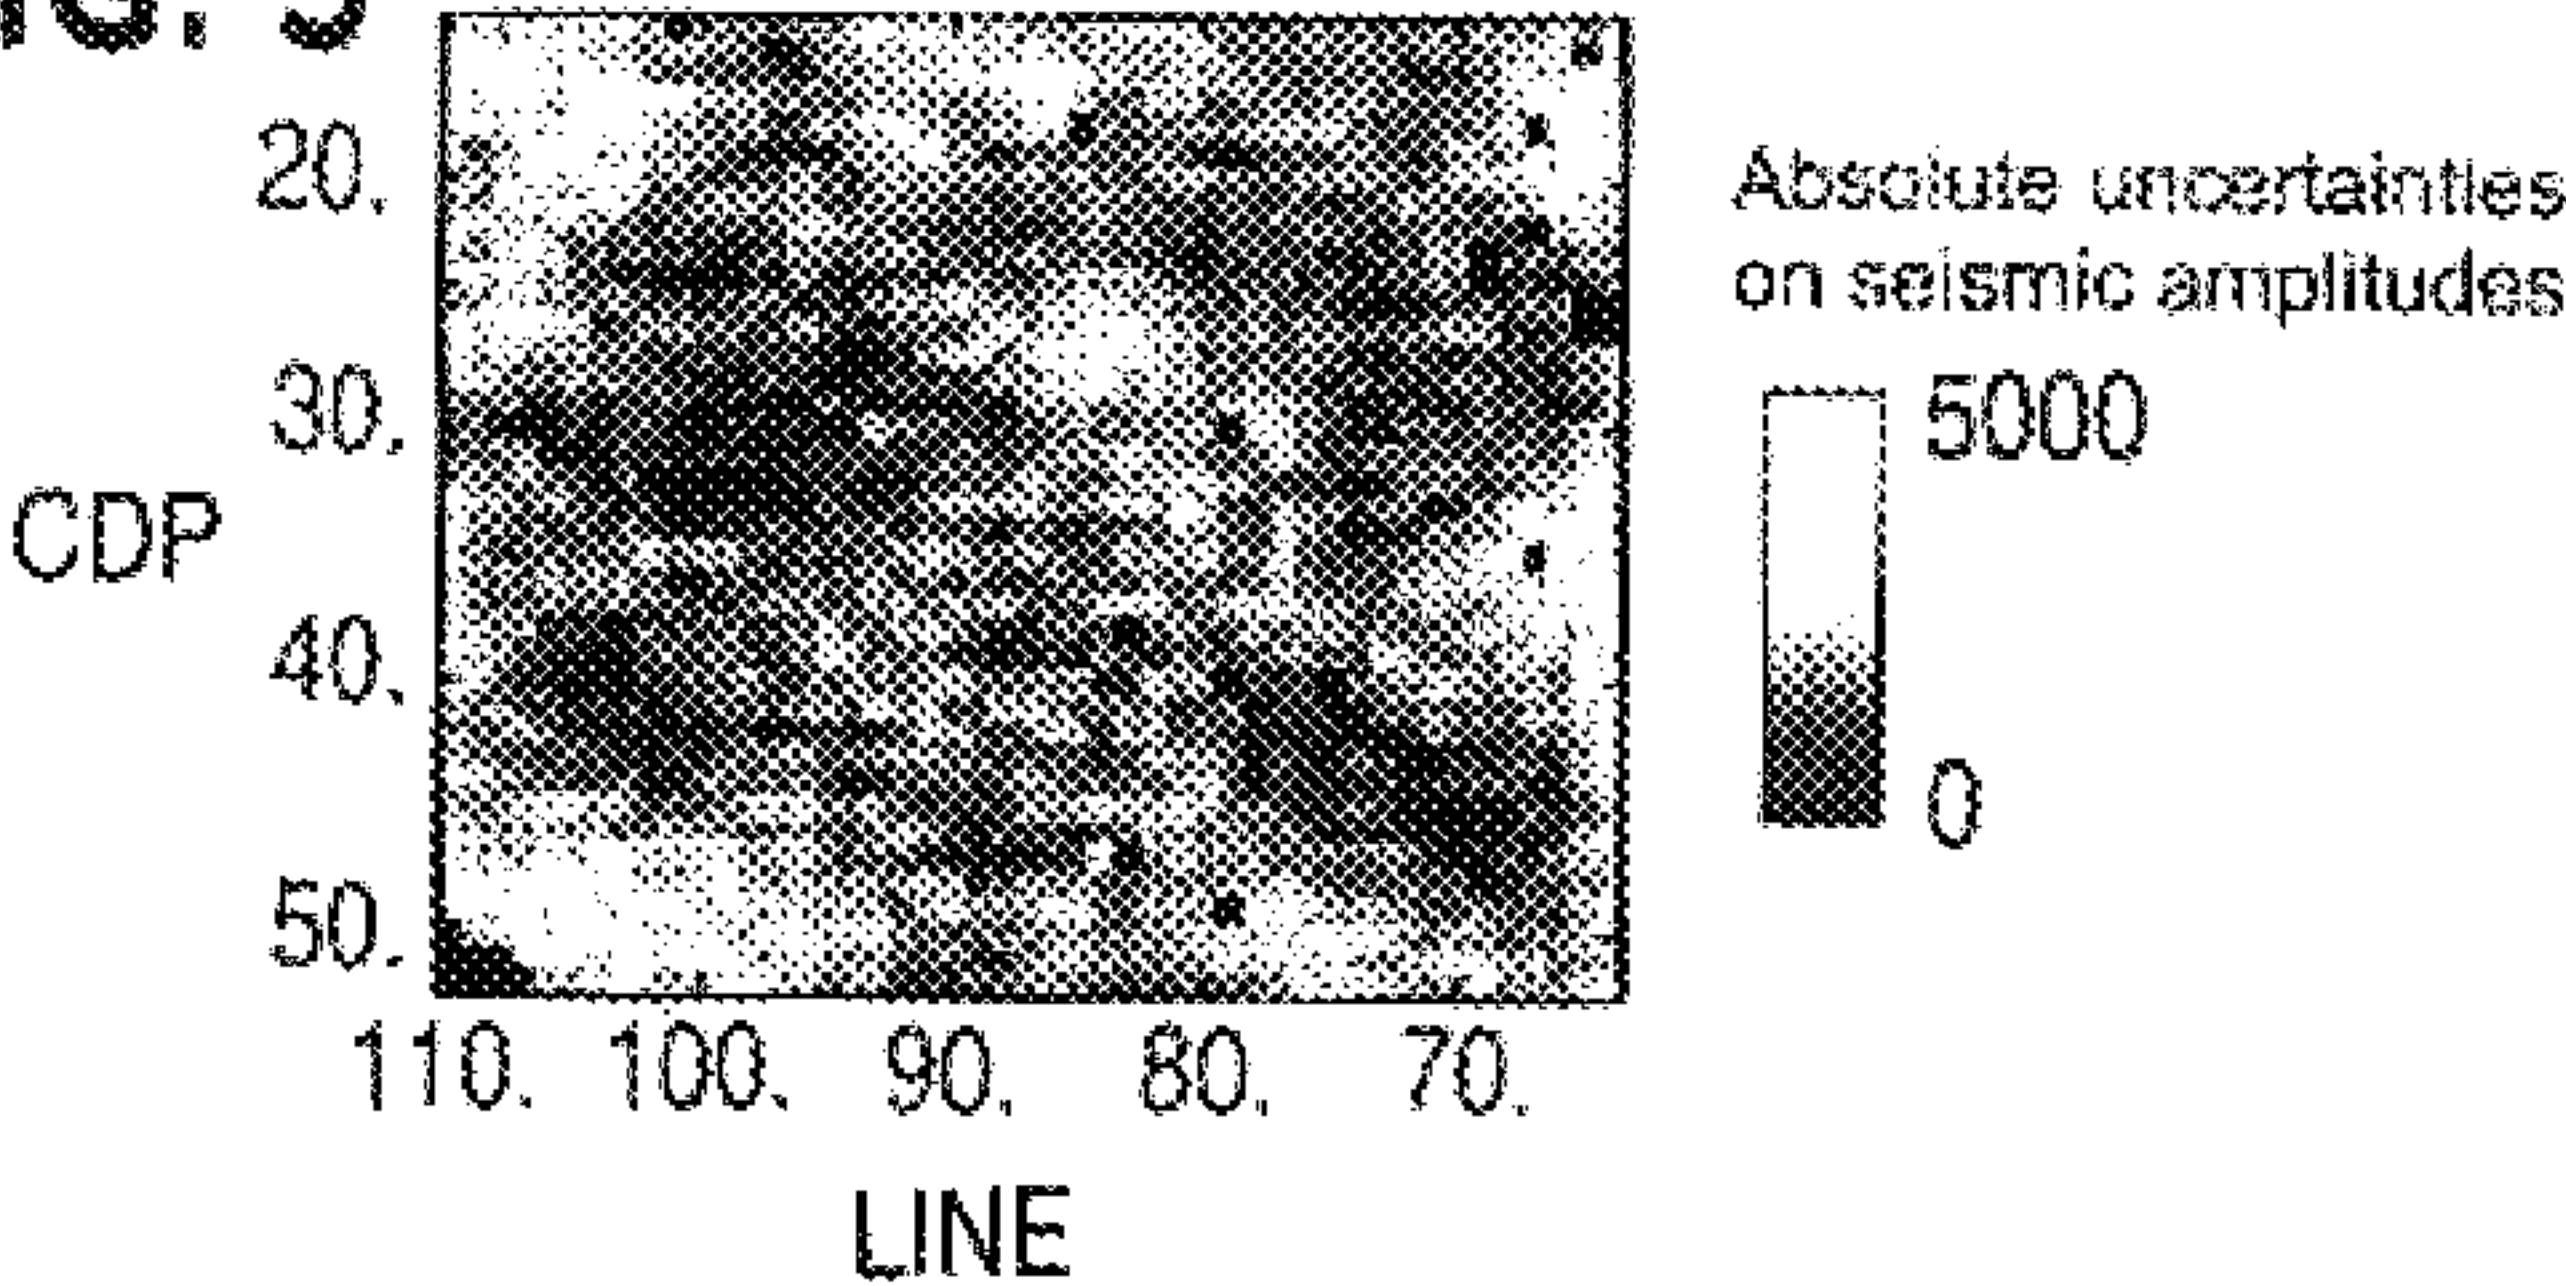 20.
30.
CDP
40.
50.
110. 100. 90. 80. 70.
LINE
Absolute uncertainties
on seismic amplitudes
5000
0